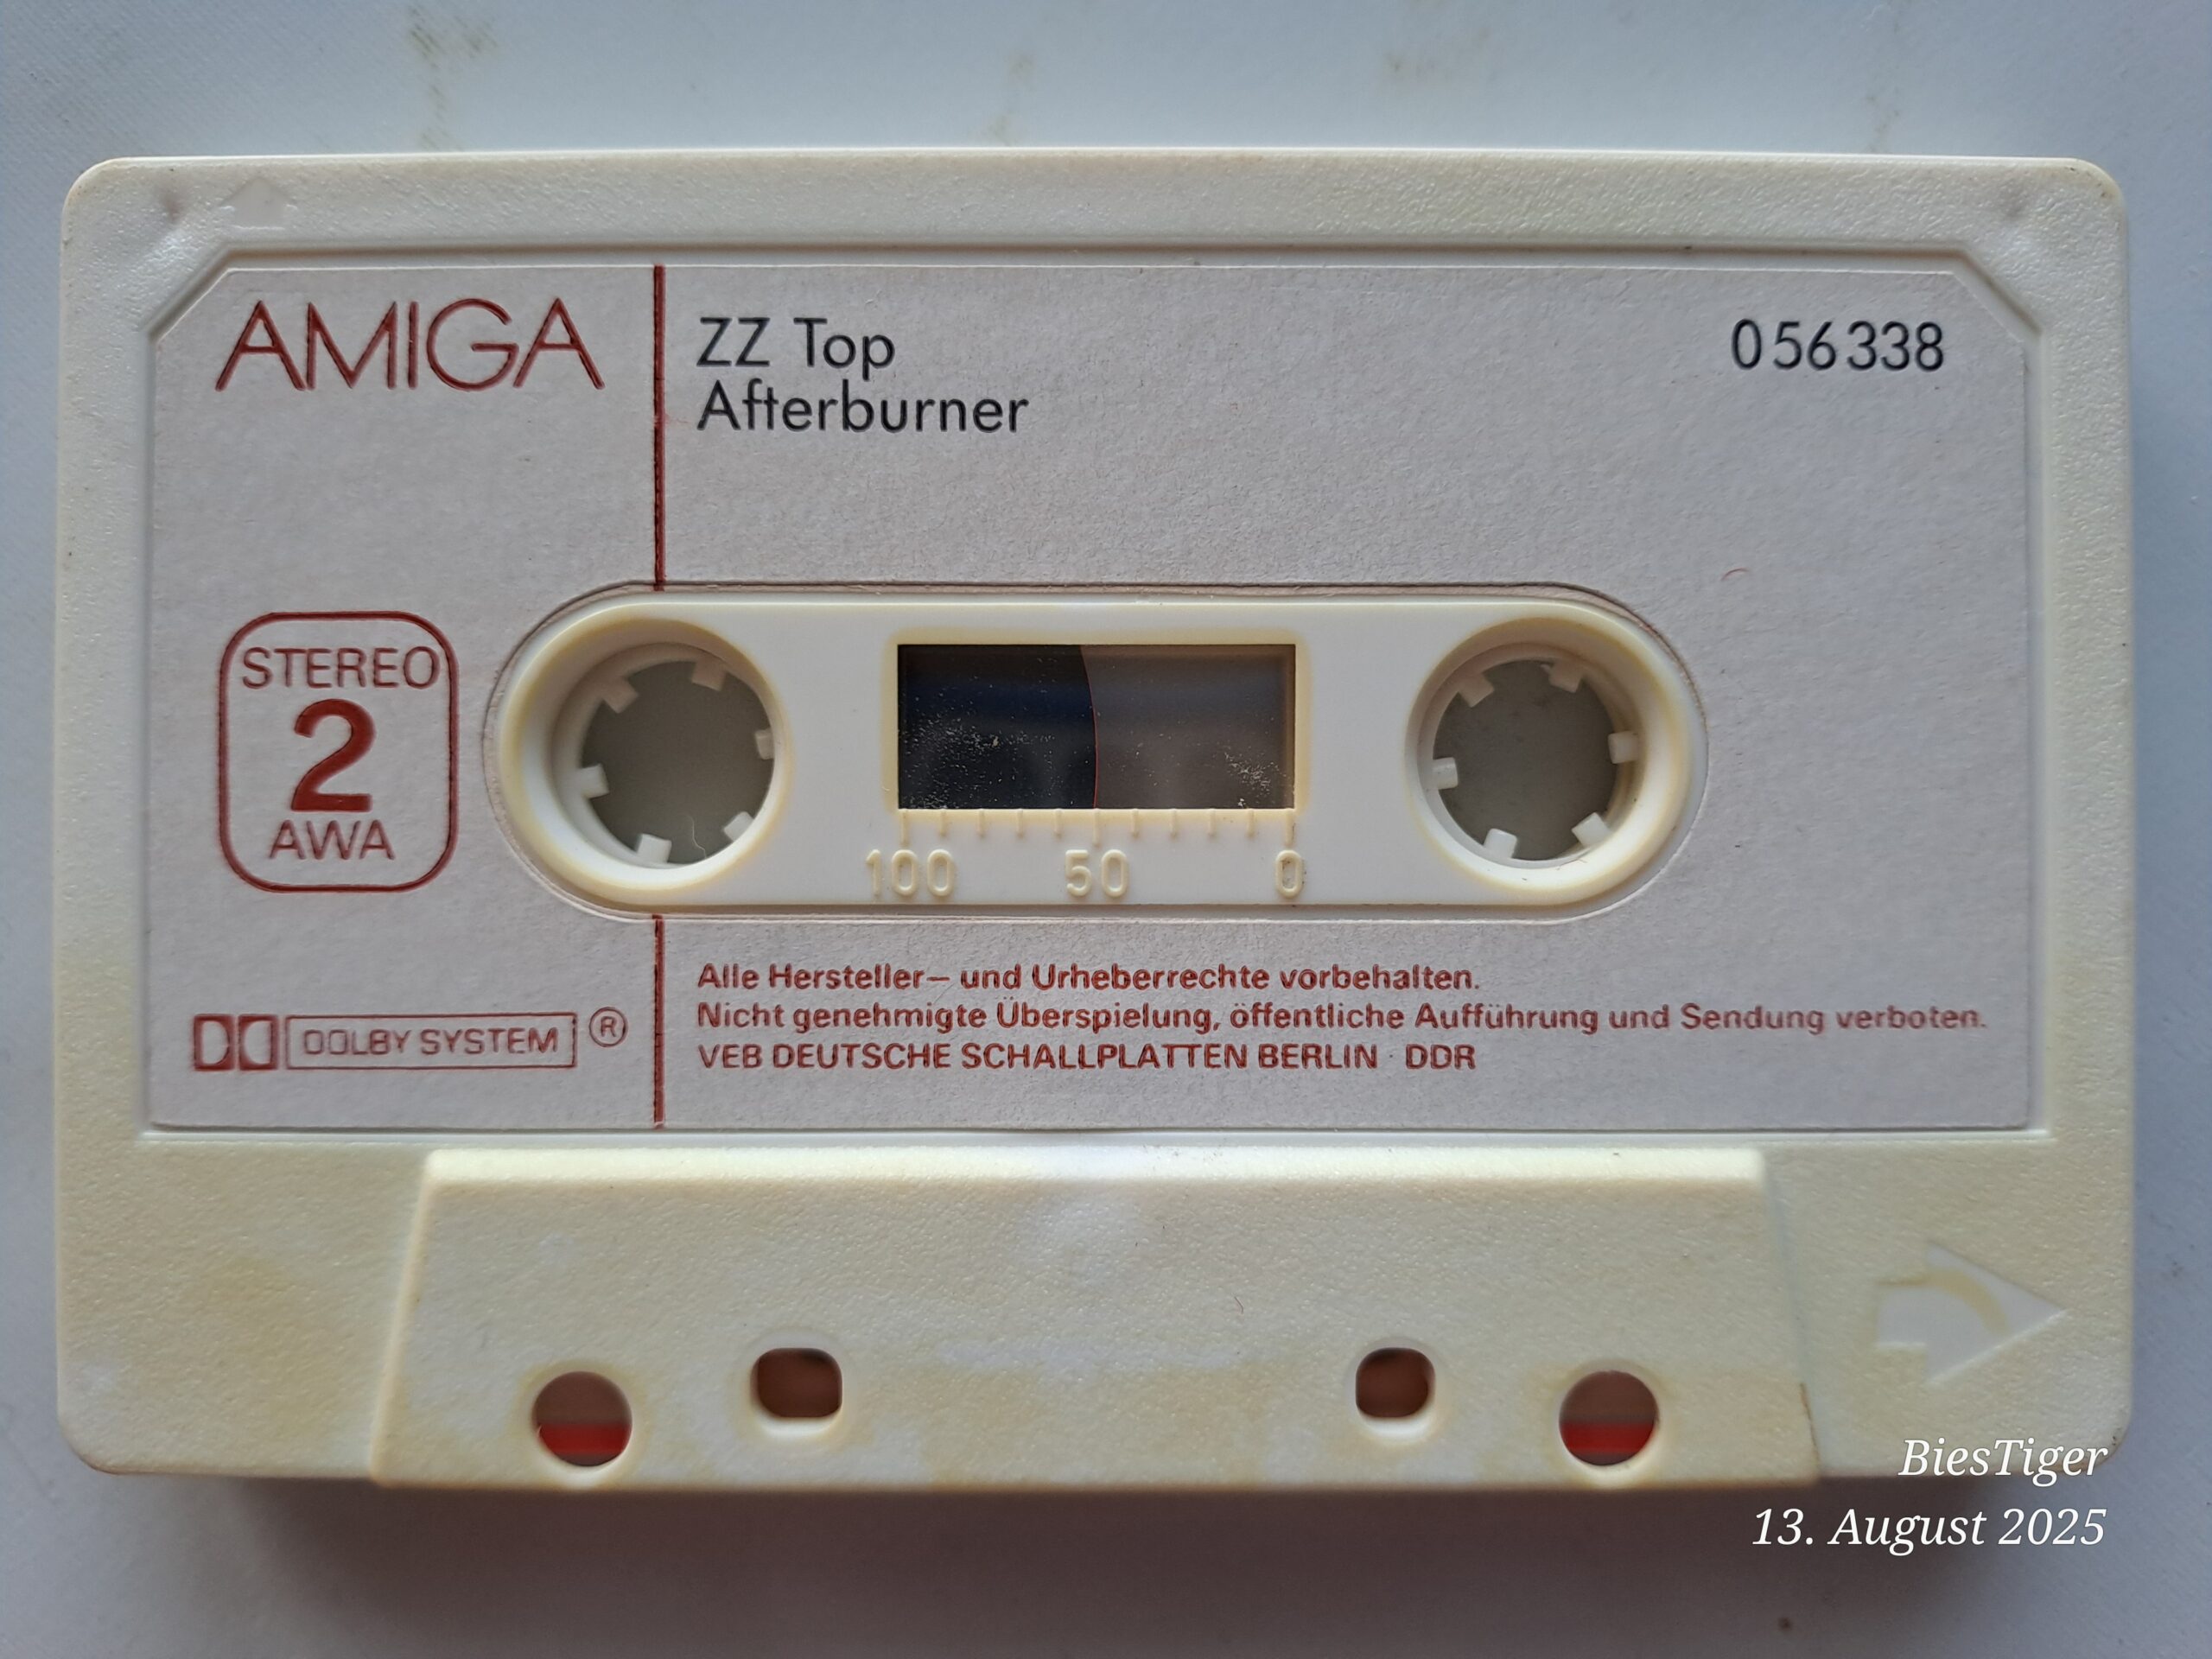 AMIGA
ZZ Top
Afterburner
056338
STEREO
2
AWA
100 50 0
DOLBY SYSTEM ®
Alle Hersteller– und Urheberrechte vorbehalten.
Nicht genehmigte Überspielung, öffentliche Aufführung und Sendung verboten.
VEB DEUTSCHE SCHALLPLATTEN BERLIN · DDR
BiesTiger
13. August 2025